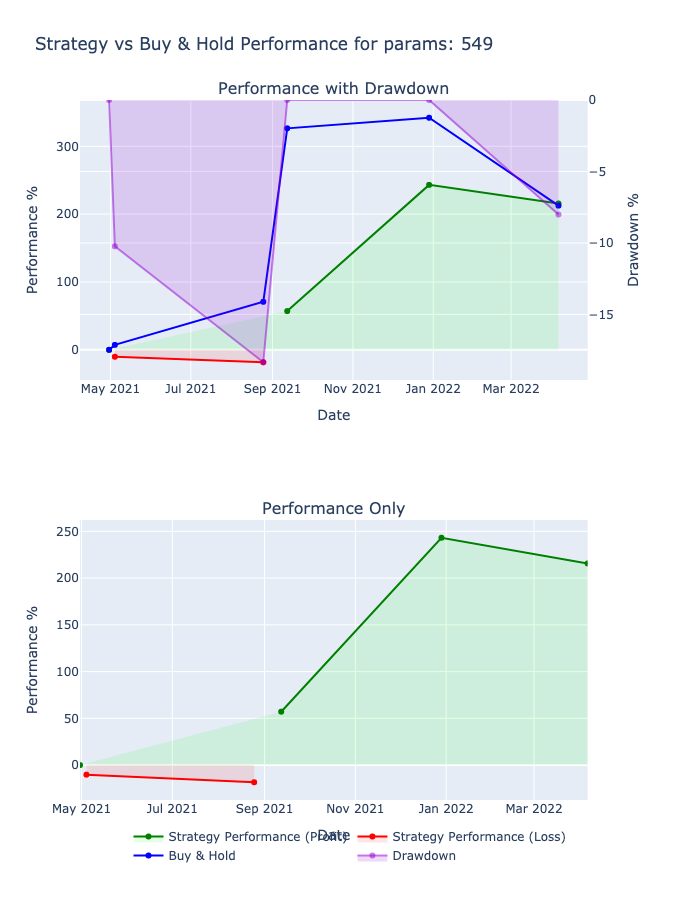 Strategy vs Buy & Hold Performance for params: 549
Performance with Drawdown
300
200
100
0
0
−5
−10
−15
Performance %
Drawdown %
May 2021 Jul 2021 Sep 2021 Nov 2021 Jan 2022 Mar 2022
Date
Performance Only
250
200
150
100
50
0
Performance %
May 2021 Jul 2021 Sep 2021 Nov 2021 Jan 2022 Mar 2022
Date
Strategy Performance (Profit) Strategy Performance (Loss)
Buy & Hold Drawdown